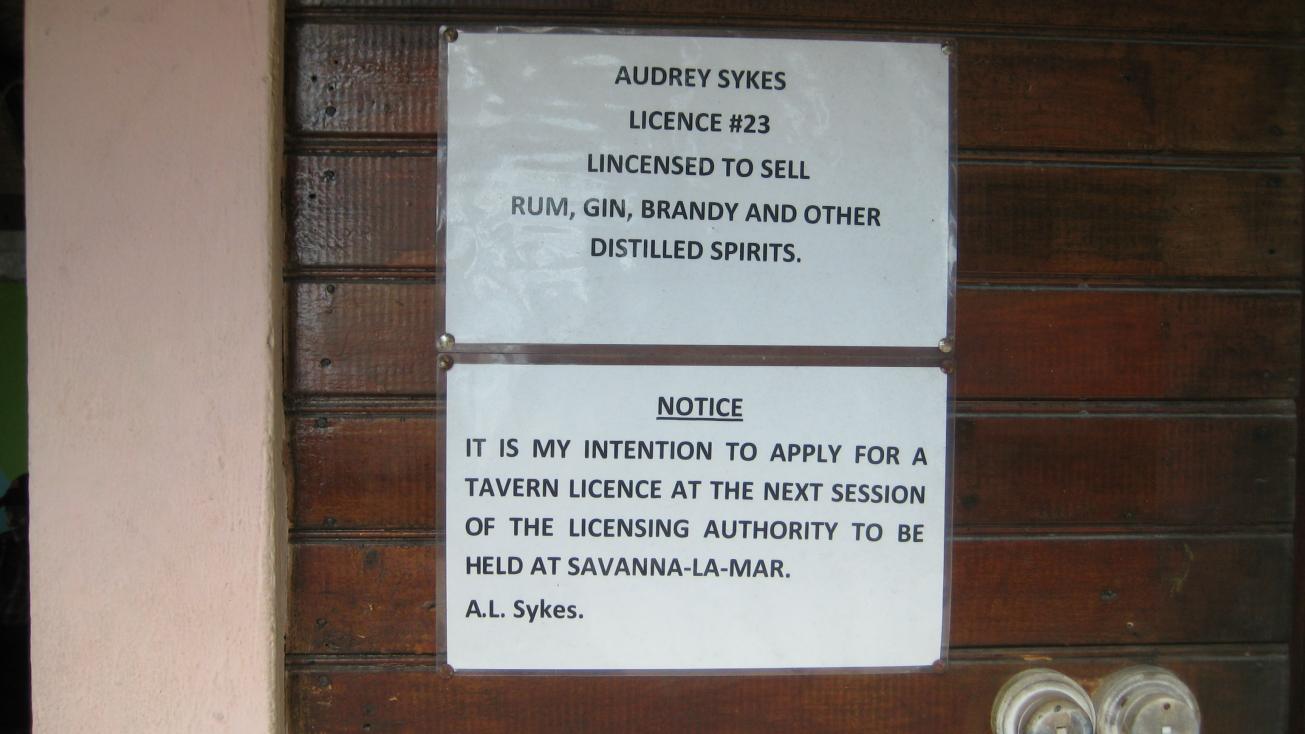 AUDREY SYKES
LICENCE #23
LINCENSED TO SELL
RUM, GIN, BRANDY AND OTHER
DISTILLED SPIRITS.
NOTICE
IT IS MY INTENTION TO APPLY FOR A
TAVERN LICENCE AT THE NEXT SESSION
OF THE LICENSING AUTHORITY TO BE
HELD AT SAVANNA-LA-MAR.
A.L. Sykes.